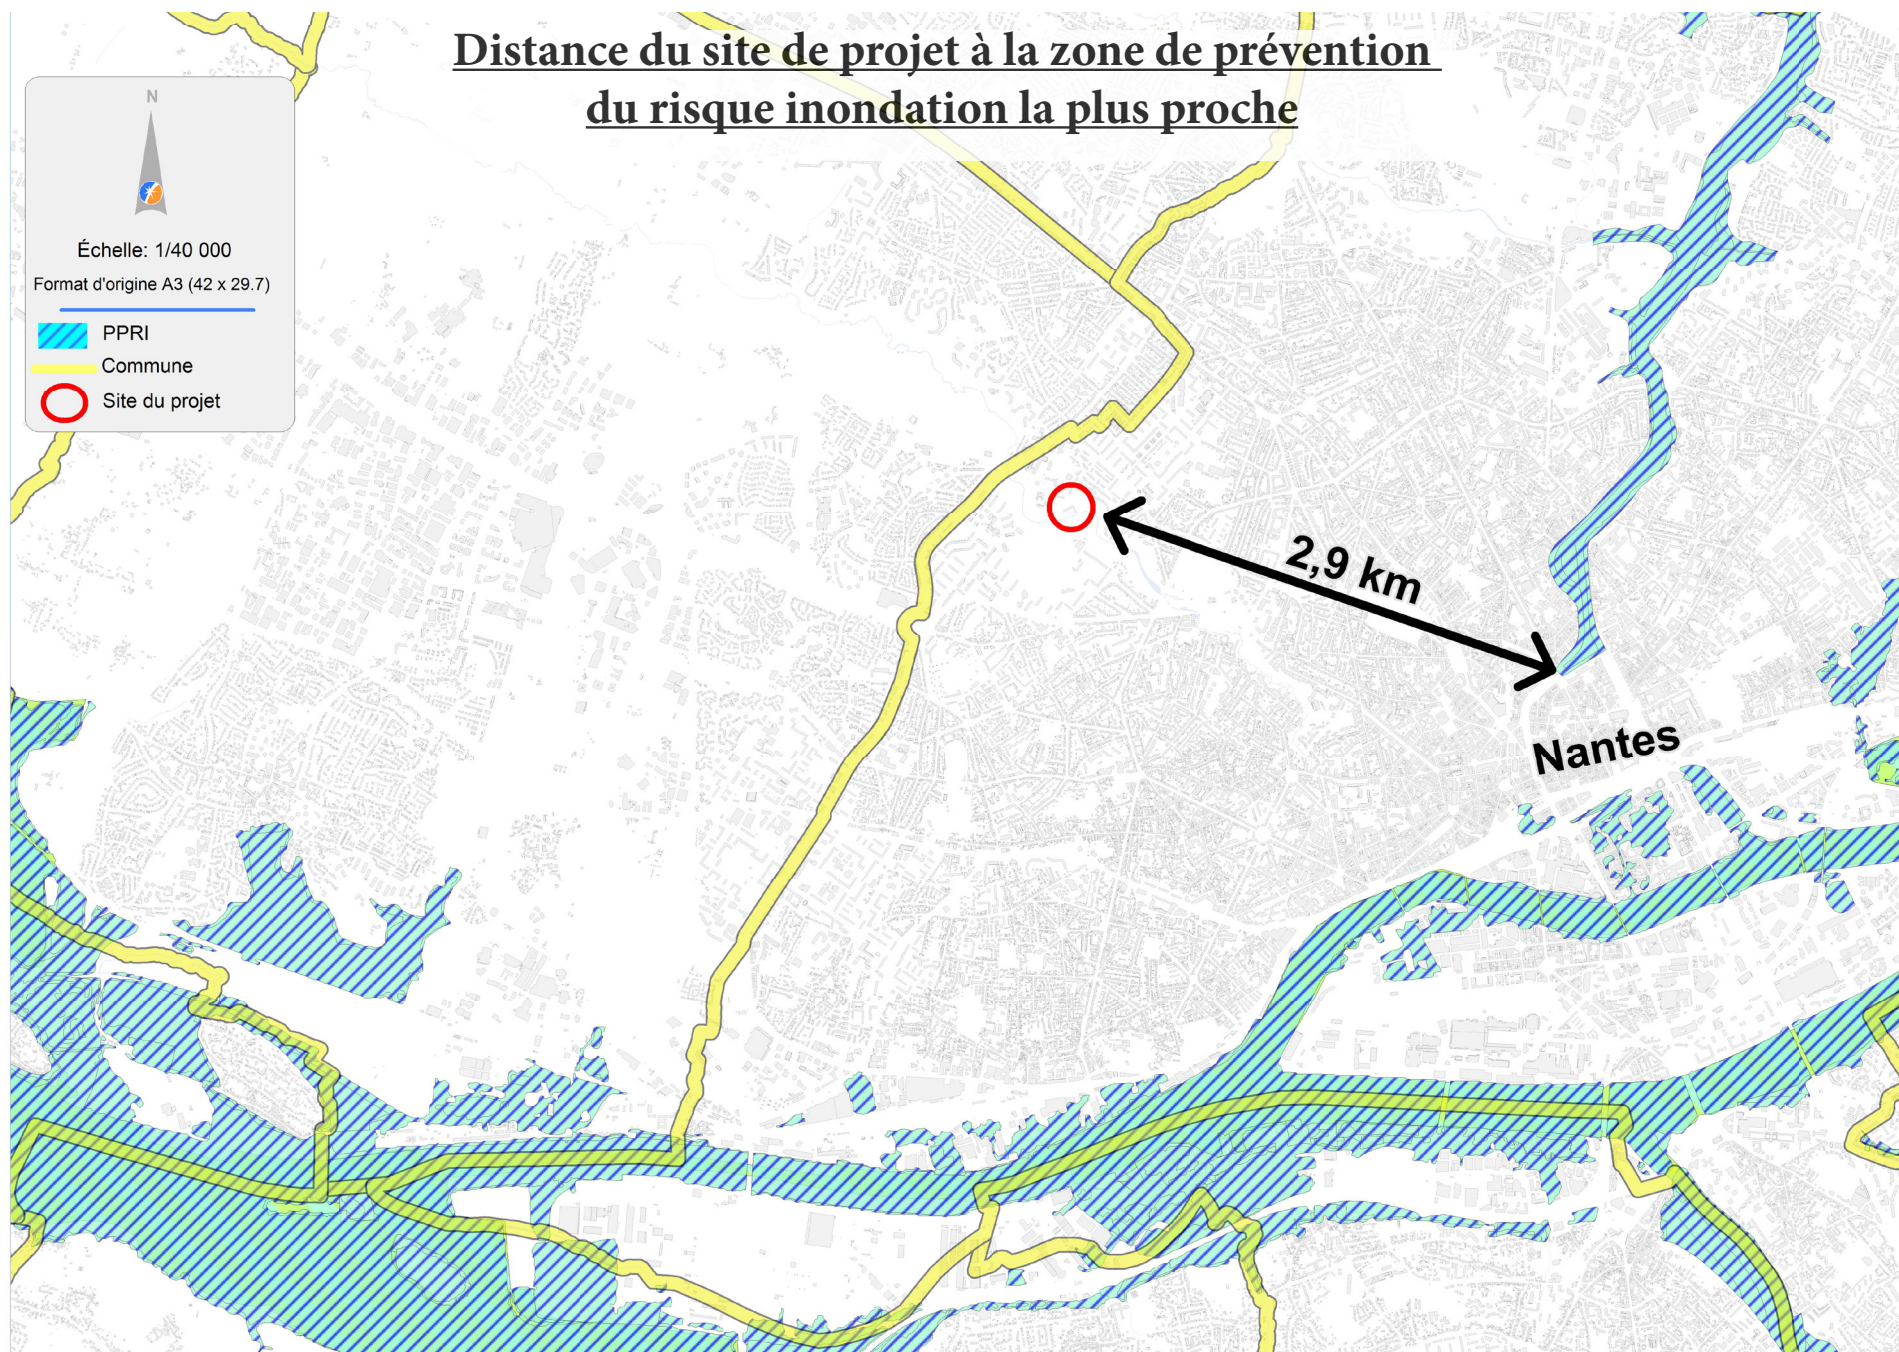 Distance du site de projet à la zone de prévention
du risque inondation la plus proche
N
Échelle: 1/40 000
Format d'origine A3 (42 x 29.7)
PPRI
Commune
Site du projet
2,9 km
Nantes